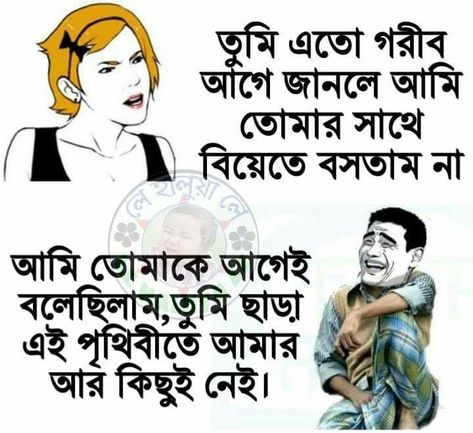 তুমি এতো গরীব
আগে জানলে আমি
তোমার সাথে
বিয়েতে বসতাম না
লে হালুয়া লে
আমি তোমাকে আগেই
বলেছিলাম,তুমি ছাড়া
এই পৃথিবীতে আমার
আর কিছুই নেই।